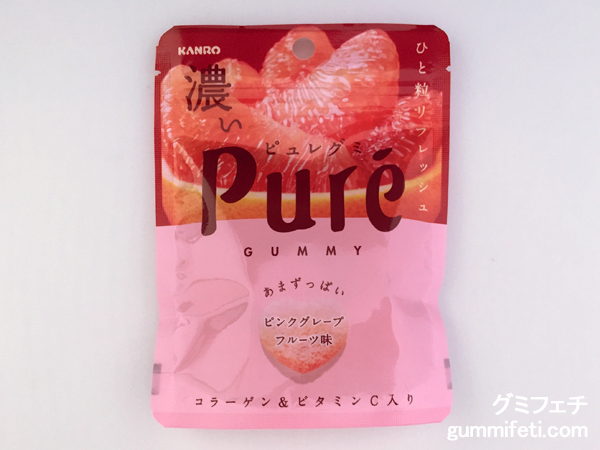 KANRO
濃い
ピュレグミ
Puré
GUMMY
ひと粒リフレッシュ
あまずっぱい
ピンクグレープ
フルーツ味
コラーゲン&ビタミンC入り
グミフェチ
gummifeti.com